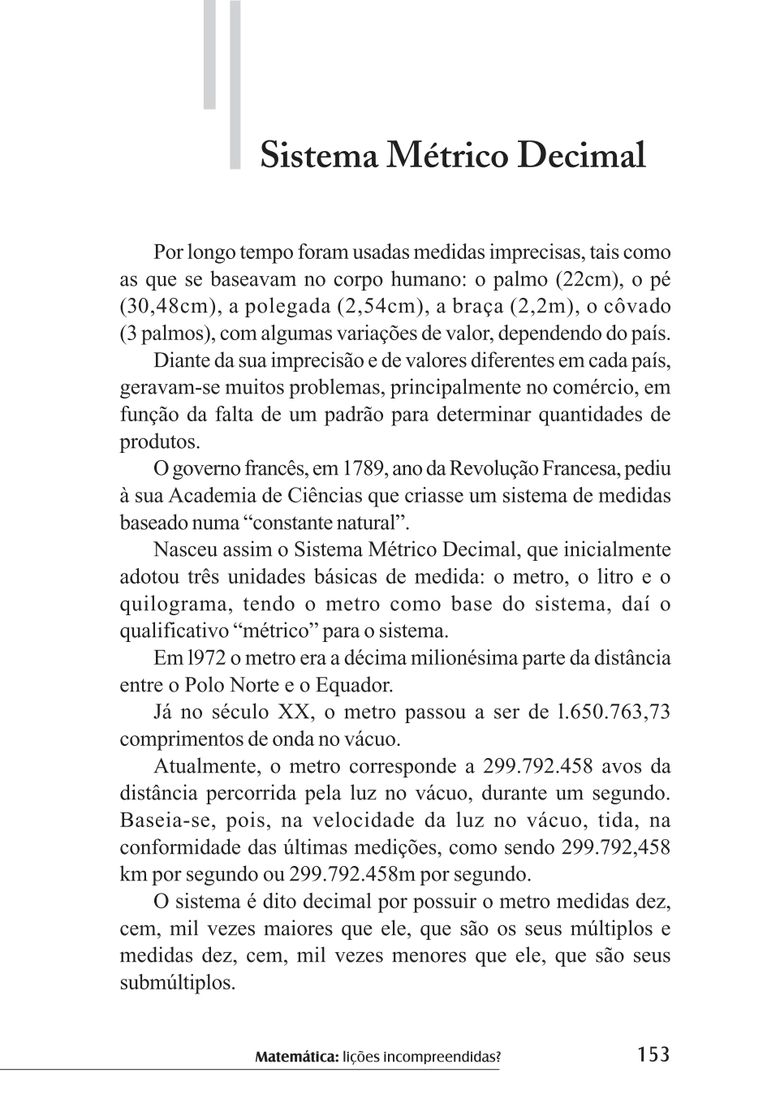 Sistema Métrico Decimal
Por longo tempo foram usadas medidas imprecisas, tais como
as que se baseavam no corpo humano: o palmo (22cm), o pé
(30,48cm), a polegada (2,54cm), a braça (2,2m), o côvado
(3 palmos), com algumas variações de valor, dependendo do país.
Diante da sua imprecisão e de valores diferentes em cada país,
geravam-se muitos problemas, principalmente no comércio, em
função da falta de um padrão para determinar quantidades de
produtos.
O governo francês, em 1789, ano da Revolução Francesa, pediu
à sua Academia de Ciências que criasse um sistema de medidas
baseado numa “constante natural”.
Nasceu assim o Sistema Métrico Decimal, que inicialmente
adotou três unidades básicas de medida: o metro, o litro e o
quilograma, tendo o metro como base do sistema, daí o
qualificativo “métrico” para o sistema.
Em l972 o metro era a décima milionésima parte da distância
entre o Polo Norte e o Equador.
Já no século XX, o metro passou a ser de l.650.763,73
comprimentos de onda no vácuo.
Atualmente, o metro corresponde a 299.792.458 avos da
distância percorrida pela luz no vácuo, durante um segundo.
Baseia-se, pois, na velocidade da luz no vácuo, tida, na
conformidade das últimas medições, como sendo 299.792,458
km por segundo ou 299.792.458m por segundo.
O sistema é dito decimal por possuir o metro medidas dez,
cem, mil vezes maiores que ele, que são os seus múltiplos e
medidas dez, cem, mil vezes menores que ele, que são seus
submúltiplos.
Matemática: lições incompreendidas? 153